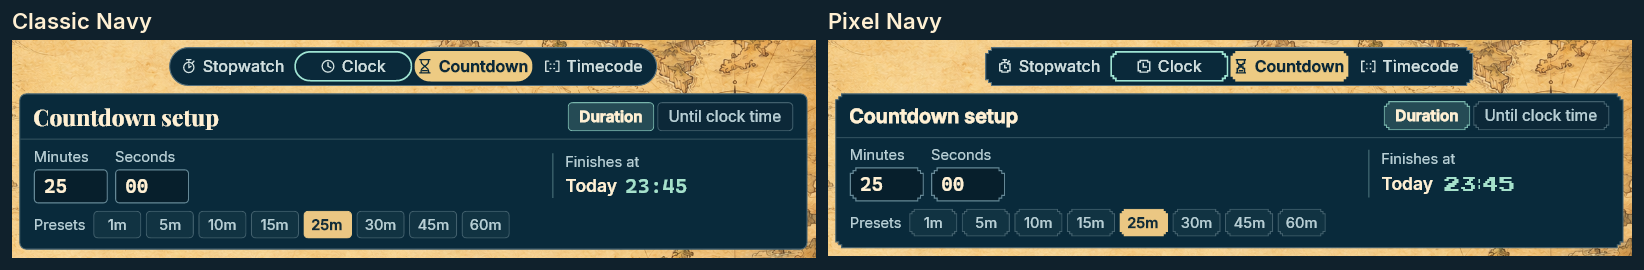 Classic Navy
Stopwatch Clock Countdown Timecode
Countdown setup
Duration Until clock time
Minutes Seconds
25 00
Finishes at
Today 23:45
Presets 1m 5m 10m 15m 25m 30m 45m 60m
Pixel Navy
Stopwatch Clock Countdown Timecode
Countdown setup
Duration Until clock time
Minutes Seconds
25 00
Finishes at
Today 23:45
Presets 1m 5m 10m 15m 25m 30m 45m 60m